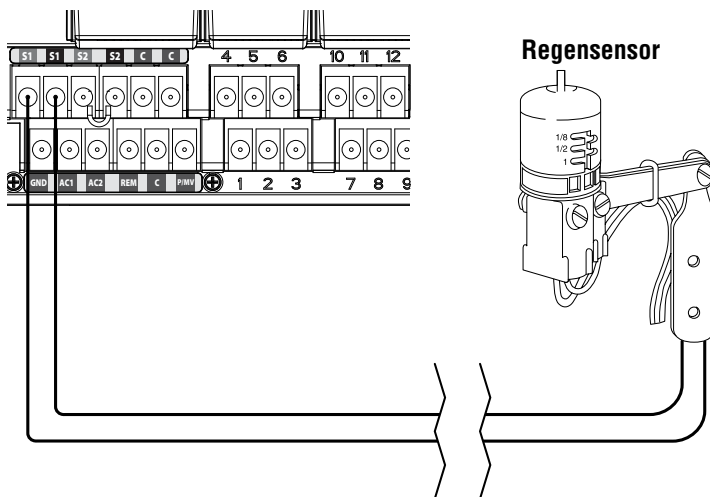 S1 S1 S2 S2 C C 4 5 6 10 11 12
GND AC1 AC2 REM C P/MV 1 2 3 7 8 9
Regensensor
1/8
1/2
1